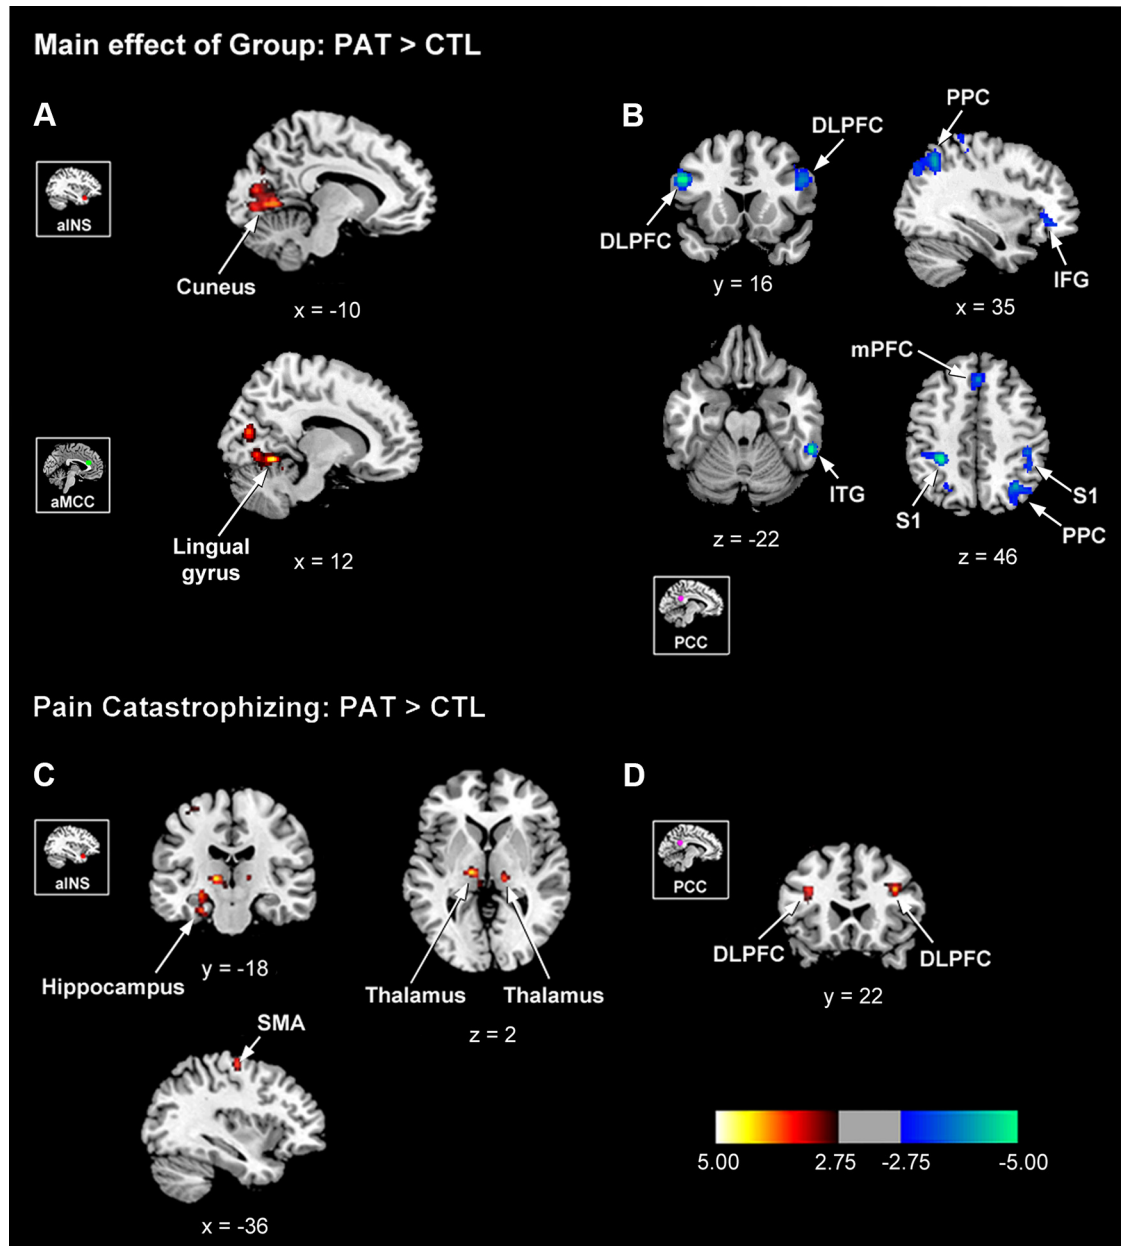 Main effect of Group: PAT > CTL
A
aINS
Cuneus
x = -10
aMCC
Lingual
gyrus
x = 12
B
DLPFC
DLPFC
y = 16
PPC
IFG
x = 35
ITG
z = -22
mPFC
S1
S1
PPC
z = 46
PCC
Pain Catastrophizing: PAT > CTL
C
aINS
Hippocampus
y = -18
Thalamus
Thalamus
z = 2
SMA
x = -36
D
PCC
DLPFC
DLPFC
y = 22
5.00 2.75 -2.75 -5.00